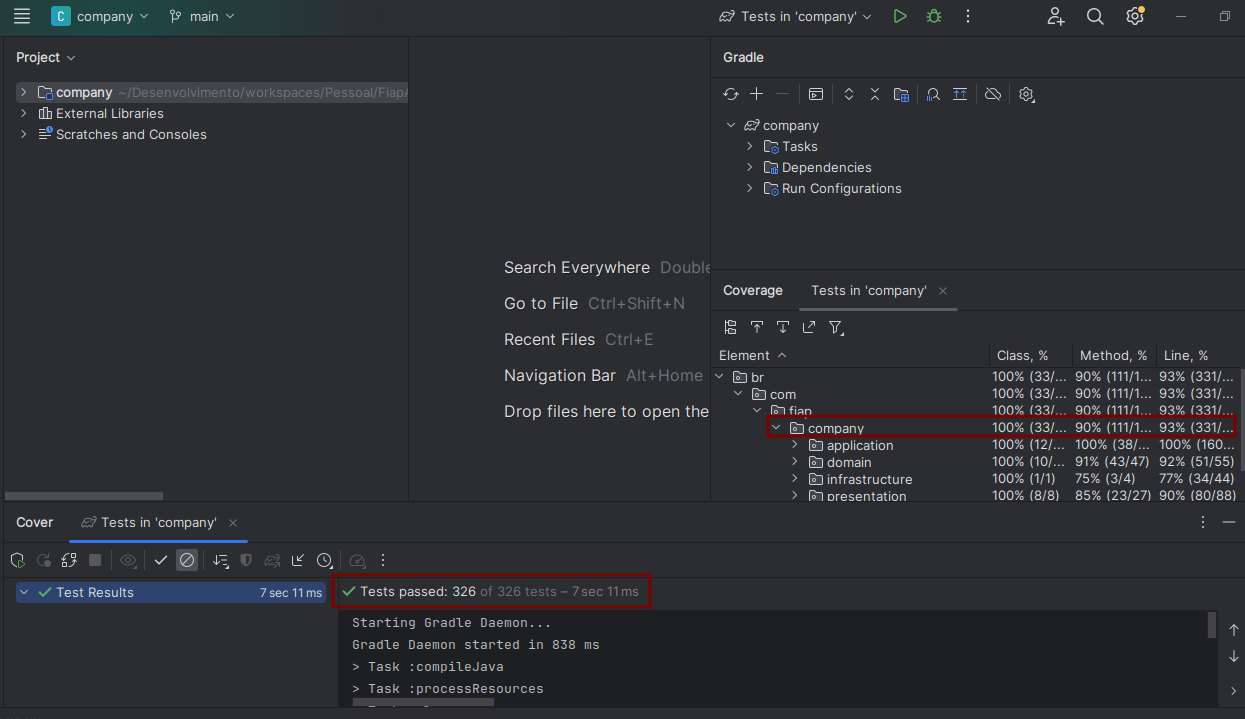 C company main Tests in 'company'
Project
company ~/Desenvolvimento/workspaces/Pessoal/Fiap
External Libraries
Scratches and Consoles
Search Everywhere Double
Go to File Ctrl+Shift+N
Recent Files Ctrl+E
Navigation Bar Alt+Home
Drop files here to open the
Gradle
company
Tasks
Dependencies
Run Configurations
Coverage Tests in 'company'
Element Class, % Method, % Line, %
br 100% (33/... 90% (111/1... 93% (331/...
com 100% (33/... 90% (111/1... 93% (331/...
fiap 100% (33/... 90% (111/1... 93% (331/...
company 100% (33/... 90% (111/1... 93% (331/...
application 100% (12/... 100% (38/... 100% (160...
domain 100% (10/... 91% (43/47) 92% (51/55)
infrastructure 100% (1/1) 75% (3/4) 77% (34/44)
presentation 100% (8/8) 85% (23/27) 90% (80/88)
Cover Tests in 'company'
Test Results 7 sec 11 ms
Tests passed: 326 of 326 tests – 7 sec 11 ms
Starting Gradle Daemon...
Gradle Daemon started in 838 ms
> Task :compileJava
> Task :processResources